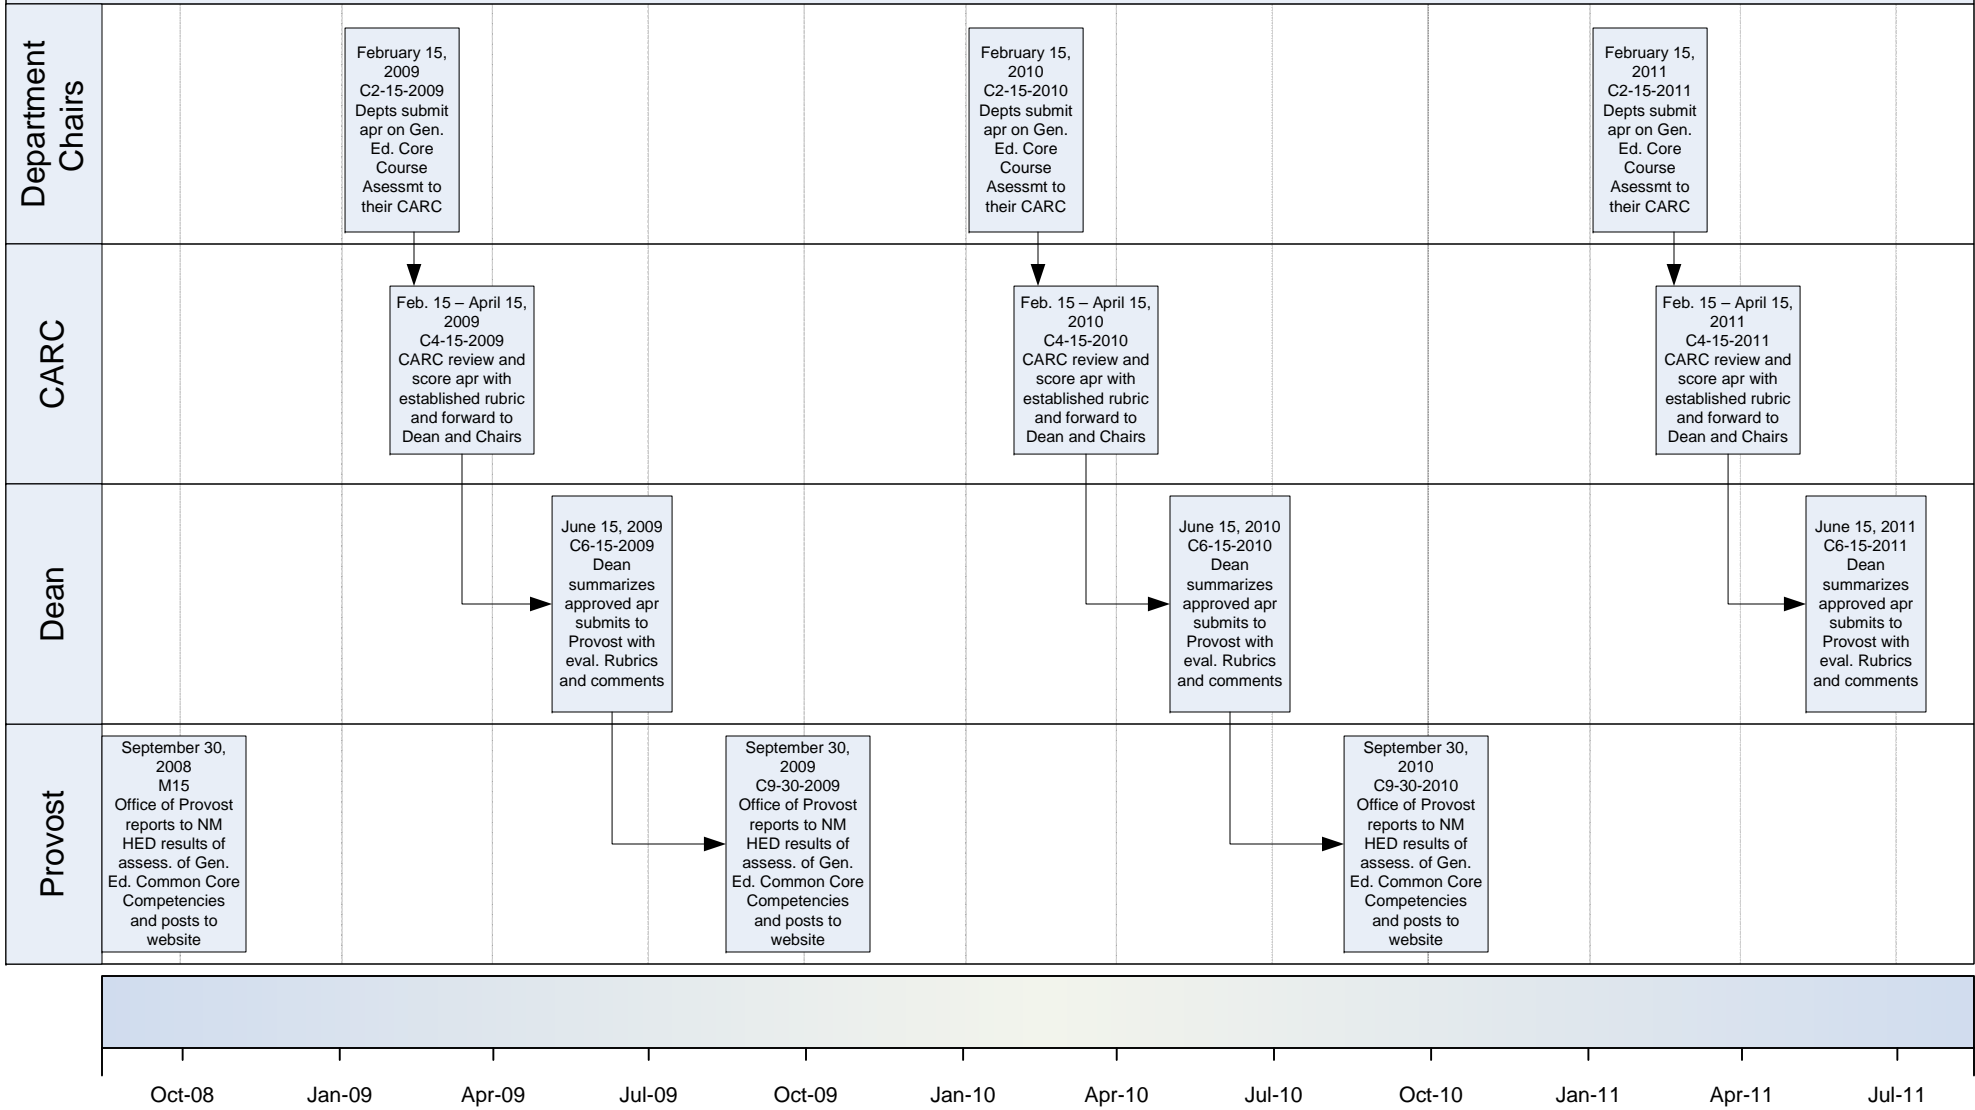 Department
Chairs
February 15,
2009
C2-15-2009
Depts submit
apr on Gen.
Ed. Core
Course
Asessmt to
their CARC
February 15,
2010
C2-15-2010
Depts submit
apr on Gen.
Ed. Core
Course
Asessmt to
their CARC
February 15,
2011
C2-15-2011
Depts submit
apr on Gen.
Ed. Core
Course
Asessmt to
their CARC
CARC
Feb. 15 – April 15,
2009
C4-15-2009
CARC review and
score apr with
established rubric
and forward to
Dean and Chairs
Feb. 15 – April 15,
2010
C4-15-2010
CARC review and
score apr with
established rubric
and forward to
Dean and Chairs
Feb. 15 – April 15,
2011
C4-15-2011
CARC review and
score apr with
established rubric
and forward to
Dean and Chairs
Dean
June 15, 2009
C6-15-2009
Dean
summarizes
approved apr
submits to
Provost with
eval. Rubrics
and comments
June 15, 2010
C6-15-2010
Dean
summarizes
approved apr
submits to
Provost with
eval. Rubrics
and comments
June 15, 2011
C6-15-2011
Dean
summarizes
approved apr
submits to
Provost with
eval. Rubrics
and comments
Provost
September 30,
2008
M15
Office of Provost
reports to NM
HED results of
assess. of Gen.
Ed. Common Core
Competencies
and posts to
website
September 30,
2009
C9-30-2009
Office of Provost
reports to NM
HED results of
assess. of Gen.
Ed. Common Core
Competencies
and posts to
website
September 30,
2010
C9-30-2010
Office of Provost
reports to NM
HED results of
assess. of Gen.
Ed. Common Core
Competencies
and posts to
website
Oct-08 Jan-09 Apr-09 Jul-09 Oct-09 Jan-10 Apr-10 Jul-10 Oct-10 Jan-11 Apr-11 Jul-11